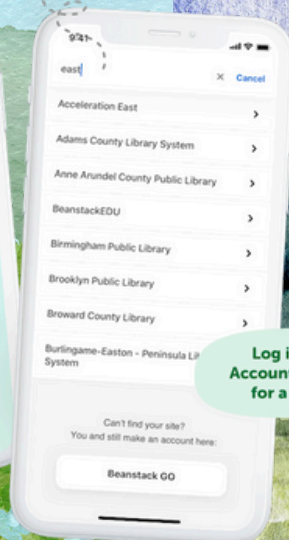 9:41
east
Cancel
Acceleration East
Adams County Library System
Anne Arundel County Public Library
BeanstackEDU
Birmingham Public Library
Brooklyn Public Library
Broward County Library
Burlingame-Easton - Peninsula Li
System
Log i
Account
for a
Can't find your site?
You and still make an account here:
Beanstack GO